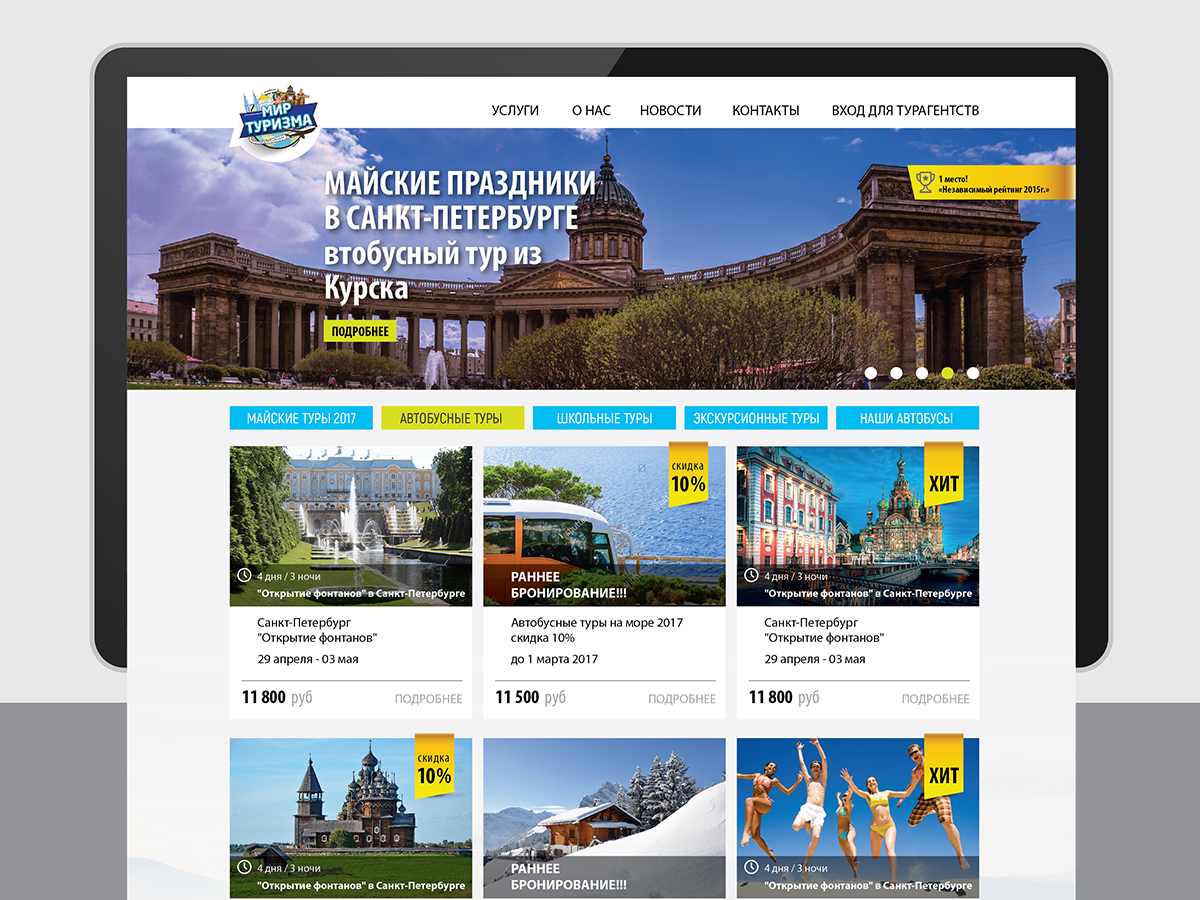 МИР
ТУРИЗМА
УСЛУГИ
О НАС
НОВОСТИ
КОНТАКТЫ
ВХОД ДЛЯ ТУРАГЕНТСТВ
МАЙСКИЕ ПРАЗДНИКИ
В САНКТ-ПЕТЕРБУРГЕ
втобусный тур из
Курска
ПОДРОБНЕЕ
1 место!
«Независимый рейтинг 2015г.»
МАЙСКИЕ ТУРЫ 2017
АВТОБУСНЫЕ ТУРЫ
ШКОЛЬНЫЕ ТУРЫ
ЭКСКУРСИОННЫЕ ТУРЫ
НАШИ АВТОБУСЫ
4 дня / 3 ночи
"Открытие фонтанов" в Санкт-Петербурге
Санкт-Петербург
"Открытие фонтанов"
29 апреля - 03 мая
11 800 руб
ПОДРОБНЕЕ
скидка
10%
РАННЕЕ
БРОНИРОВАНИЕ!!!
Автобусные туры на море 2017
скидка 10%
до 1 марта 2017
11 500 руб
ПОДРОБНЕЕ
ХИТ
4 дня / 3 ночи
"Открытие фонтанов" в Санкт-Петербурге
Санкт-Петербург
"Открытие фонтанов"
29 апреля - 03 мая
11 800 руб
ПОДРОБНЕЕ
скидка
10%
4 дня / 3 ночи
"Открытие фонтанов" в Санкт-Петербурге
РАННЕЕ
БРОНИРОВАНИЕ!!!
ХИТ
4 дня / 3 ночи
"Открытие фонтанов" в Санкт-Петербурге